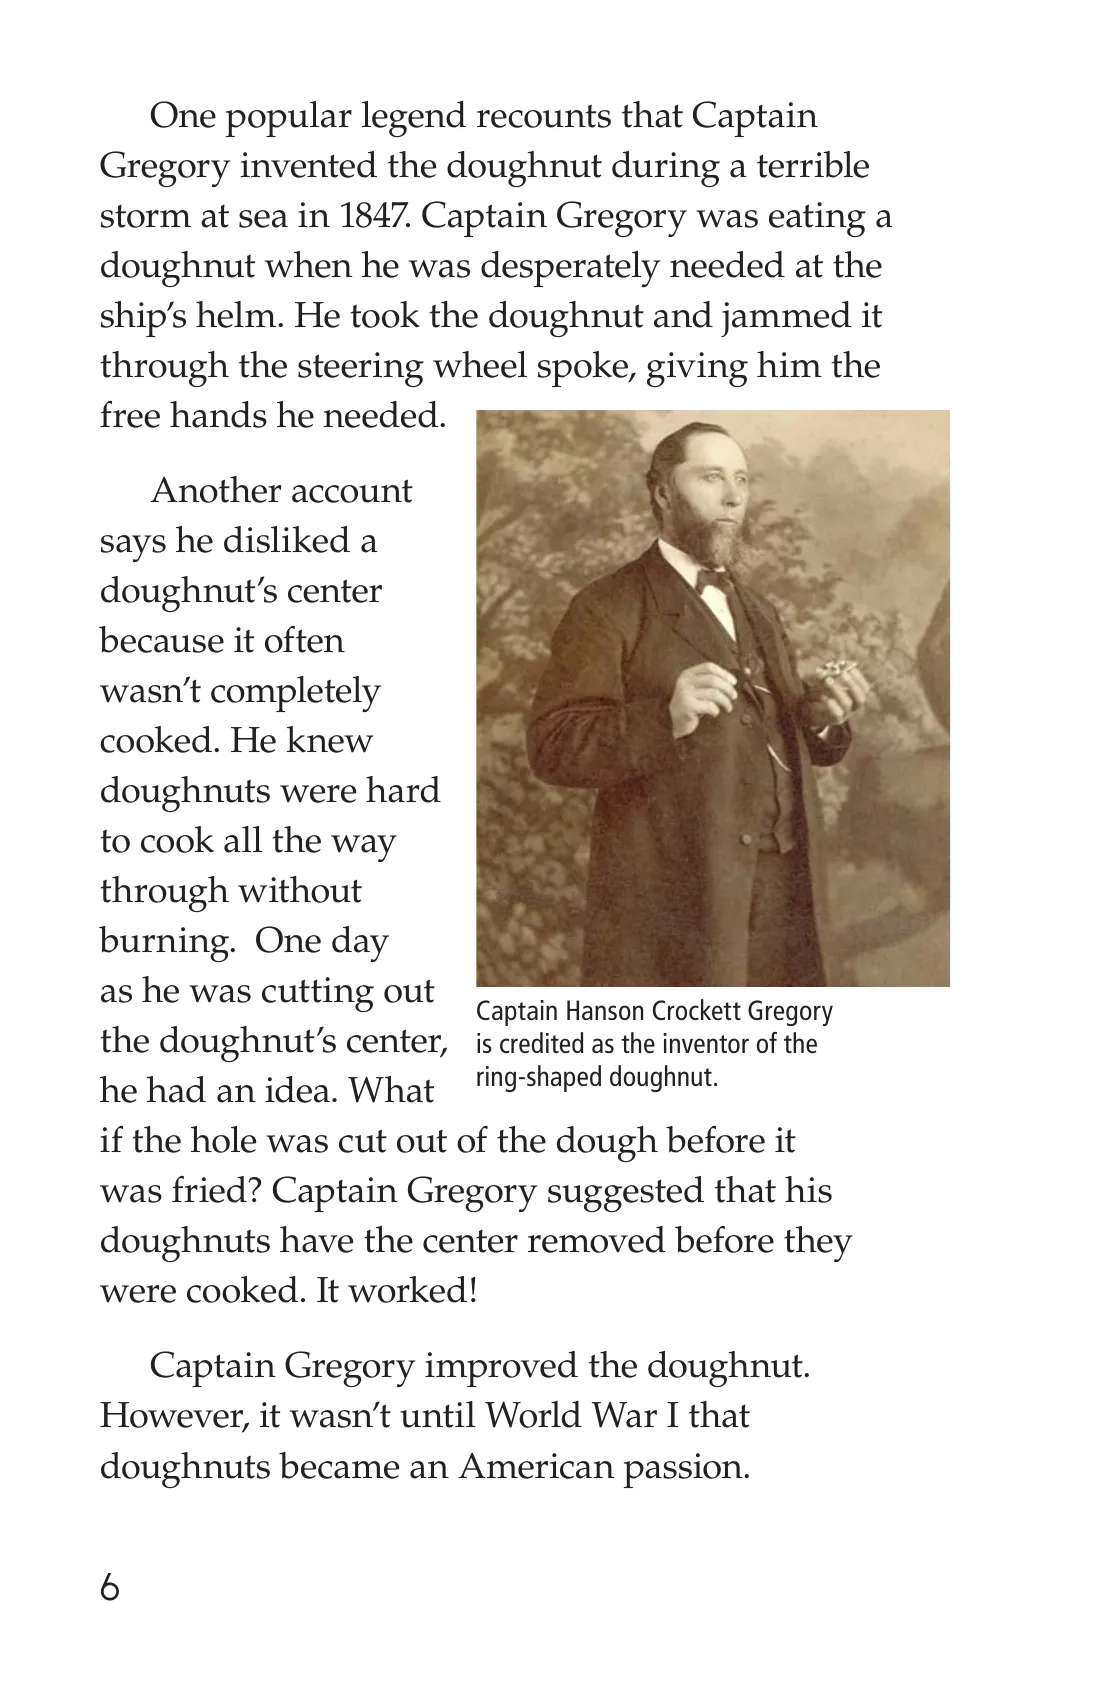 One popular legend recounts that Captain
Gregory invented the doughnut during a terrible
storm at sea in 1847. Captain Gregory was eating a
doughnut when he was desperately needed at the
ship’s helm. He took the doughnut and jammed it
through the steering wheel spoke, giving him the
free hands he needed.
Another account
says he disliked a
doughnut’s center
because it often
wasn’t completely
cooked. He knew
doughnuts were hard
to cook all the way
through without
burning.  One day
as he was cutting out
the doughnut’s center,
he had an idea. What
if the hole was cut out of the dough before it
was fried? Captain Gregory suggested that his
doughnuts have the center removed before they
were cooked. It worked!
Captain Hanson Crockett Gregory
is credited as the inventor of the
ring-shaped doughnut.
Captain Gregory improved the doughnut.
However, it wasn’t until World War I that
doughnuts became an American passion.
6